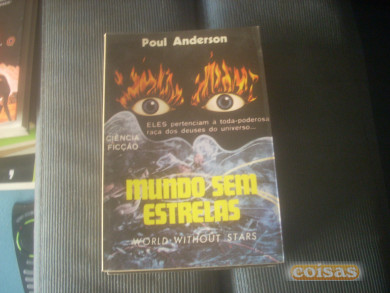 Poul Anderson
ELES pertenciam a toda-poderosa
raça dos deuses do universo...
CIÊNCIA
FICÇÃO
MUNDO SEM
ESTRELAS
WORLD WITHOUT STARS
coisas